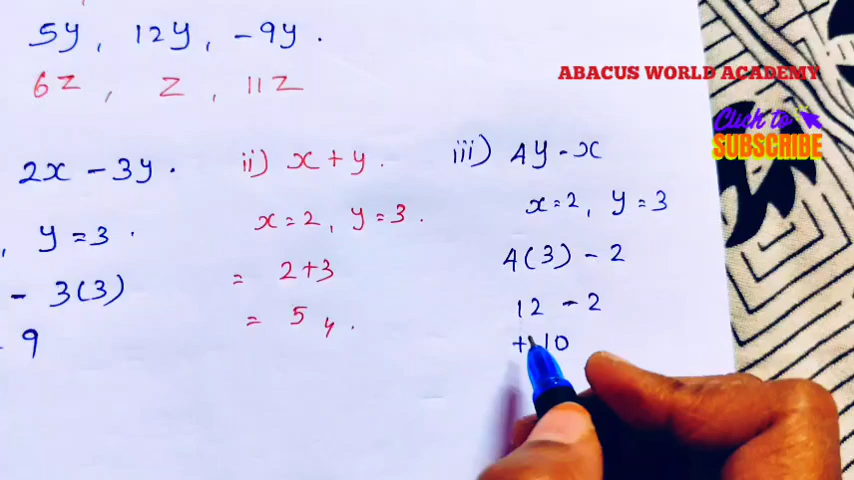 5y, 12y, -9y.
6z, z, 11z
ABACUS WORLD ACADEMY
Click to
SUBSCRIBE
2x - 3y.
, y = 3.
- 3(3)
- 9
ii) x + y.
x = 2, y = 3.
= 2 + 3
= 5
iii) 4y - x
x = 2, y = 3
4(3) - 2
12 - 2
+ 10